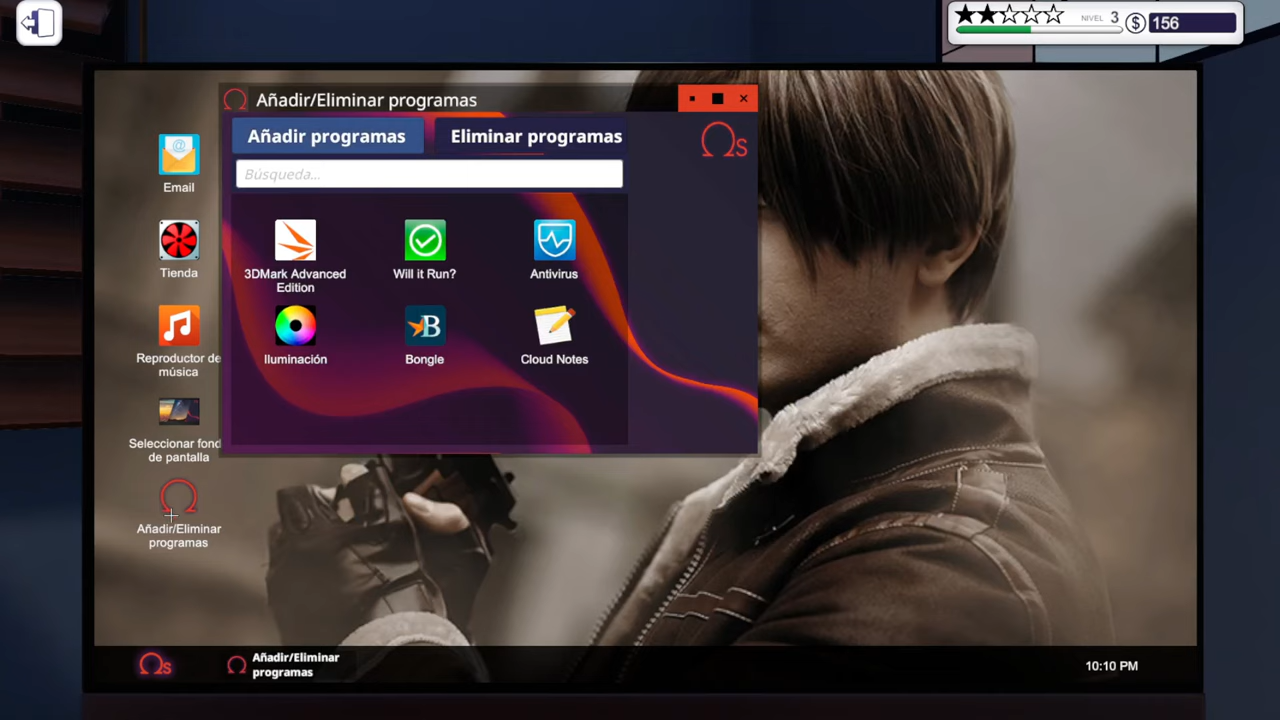 NIVEL 3
$ 156
Añadir/Eliminar programas
Añadir programas
Eliminar programas
Búsqueda...
Ωs
3DMark Advanced
Edition
Will it Run?
Antivirus
Iluminación
B
Bongle
Cloud Notes
@
Email
Tienda
Reproductor de
música
Seleccionar fond
de pantalla
Añadir/Eliminar
programas
Ωs
Añadir/Eliminar
programas
10:10 PM